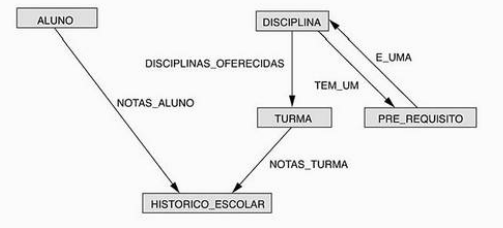 ALUNO
DISCIPLINA
DISCIPLINAS_OFERECIDAS
E_UMA
TEM_UM
NOTAS_ALUNO
TURMA
PRE_REQUISITO
NOTAS_TURMA
HISTORICO_ESCOLAR